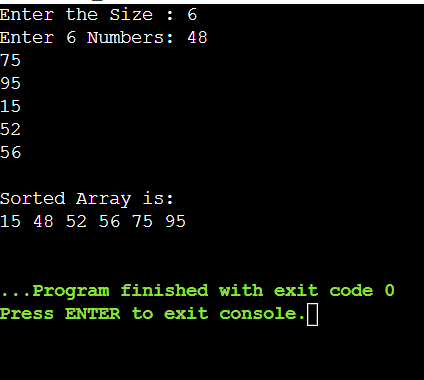 Enter the Size : 6
Enter 6 Numbers: 48
75
95
15
52
56
Sorted Array is:
15 48 52 56 75 95
...Program finished with exit code 0
Press ENTER to exit console.